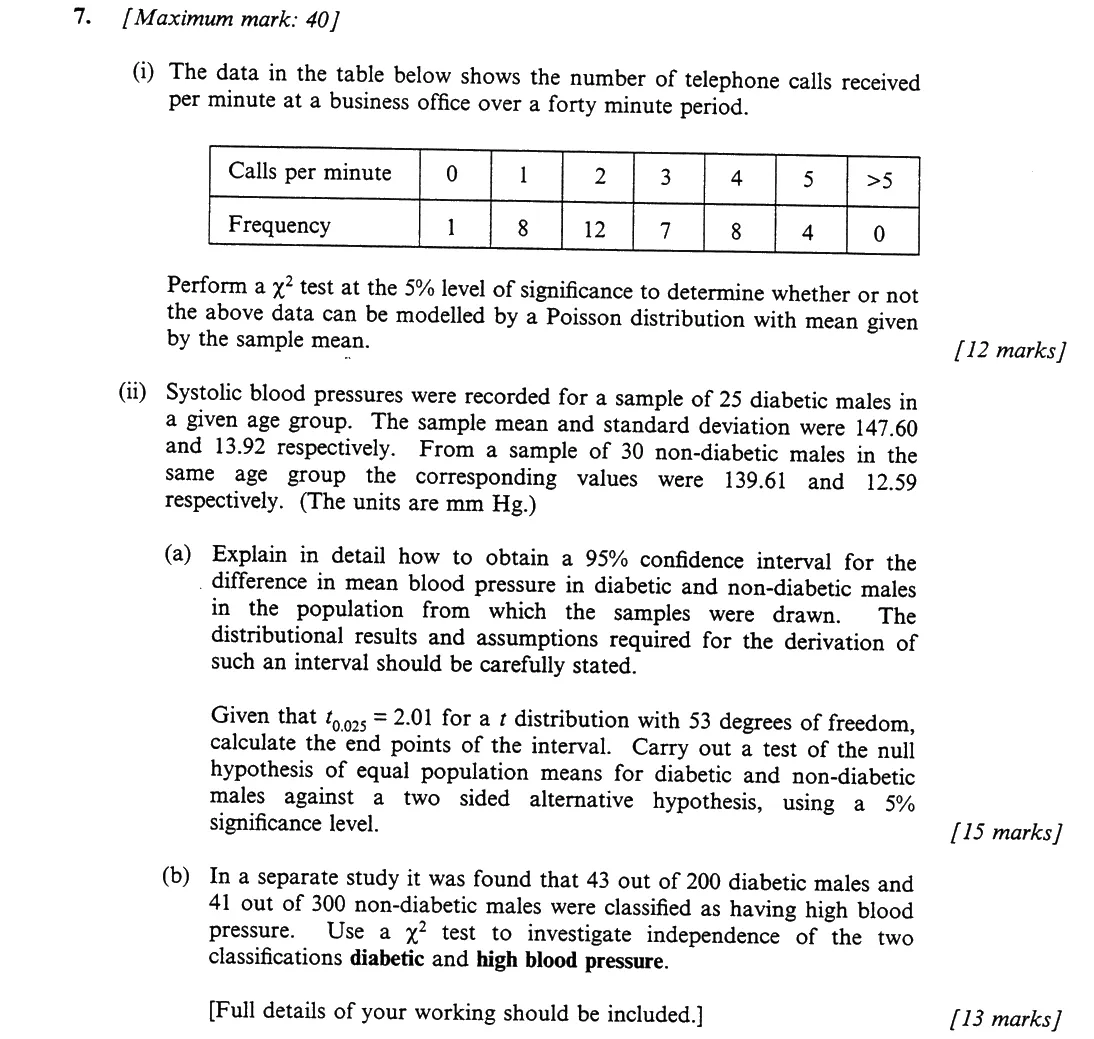 7. [Maximum mark: 40]
(i) The data in the table below shows the number of telephone calls received
per minute at a business office over a forty minute period.
Calls per minute 0 1 2 3 4 5 >5
Frequency 1 8 12 7 8 4 0
Perform a χ² test at the 5% level of significance to determine whether or not
the above data can be modelled by a Poisson distribution with mean given
by the sample mean.
[12 marks]
(ii) Systolic blood pressures were recorded for a sample of 25 diabetic males in
a given age group. The sample mean and standard deviation were 147.60
and 13.92 respectively. From a sample of 30 non-diabetic males in the
same age group the corresponding values were 139.61 and 12.59
respectively. (The units are mm Hg.)
(a) Explain in detail how to obtain a 95% confidence interval for the
difference in mean blood pressure in diabetic and non-diabetic males
in the population from which the samples were drawn. The
distributional results and assumptions required for the derivation of
such an interval should be carefully stated.
Given that t₀.₀₂₅ = 2.01 for a t distribution with 53 degrees of freedom,
calculate the end points of the interval. Carry out a test of the null
hypothesis of equal population means for diabetic and non-diabetic
males against a two sided alternative hypothesis, using a 5%
significance level.
[15 marks]
(b) In a separate study it was found that 43 out of 200 diabetic males and
41 out of 300 non-diabetic males were classified as having high blood
pressure. Use a χ² test to investigate independence of the two
classifications diabetic and high blood pressure.
[Full details of your working should be included.]
[13 marks]